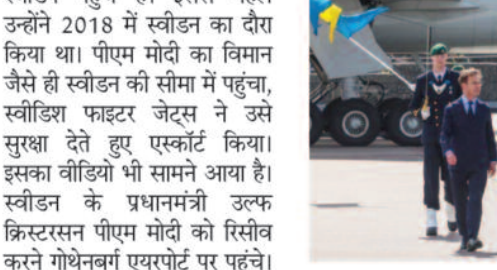 उन्होंने 2018 में स्वीडन का दौरा
किया था। पीएम मोदी का विमान
जैसे ही स्वीडन की सीमा में पहुंचा,
स्वीडिश फाइटर जेट्स ने उसे
सुरक्षा देते हुए एस्कॉर्ट किया।
इसका वीडियो भी सामने आया है।
स्वीडन के प्रधानमंत्री उल्फ
क्रिस्टरसन पीएम मोदी को रिसीव
करने गोथेनबर्ग एयरपोर्ट पर पहुंचे।